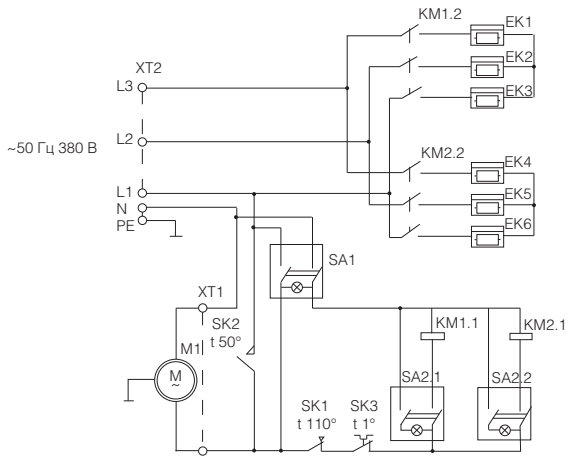 KM1.2
EK1
XT2
EK2
L3
EK3
~50 Гц 380 В
L2
KM2.2
EK4
L1
EK5
N
PE
EK6
SA1
XT1
SK2
t 50°
KM1.1
KM2.1
M1
M
~
SA2.1
SA2.2
SK1
t 110°
SK3
t 1°